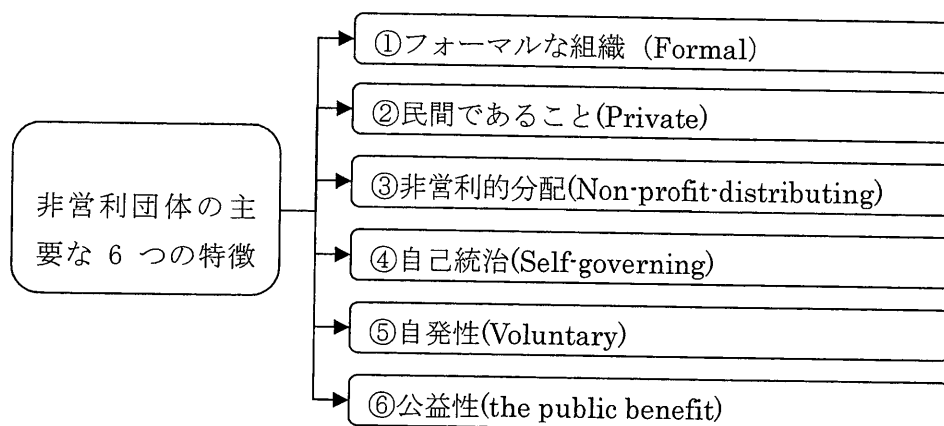 非営利団体の主
要な 6 つの特徴
①フォーマルな組織 (Formal)
②民間であること(Private)
③非営利的分配(Non-profit-distributing)
④自己統治(Self-governing)
⑤自発性(Voluntary)
⑥公益性(the public benefit)